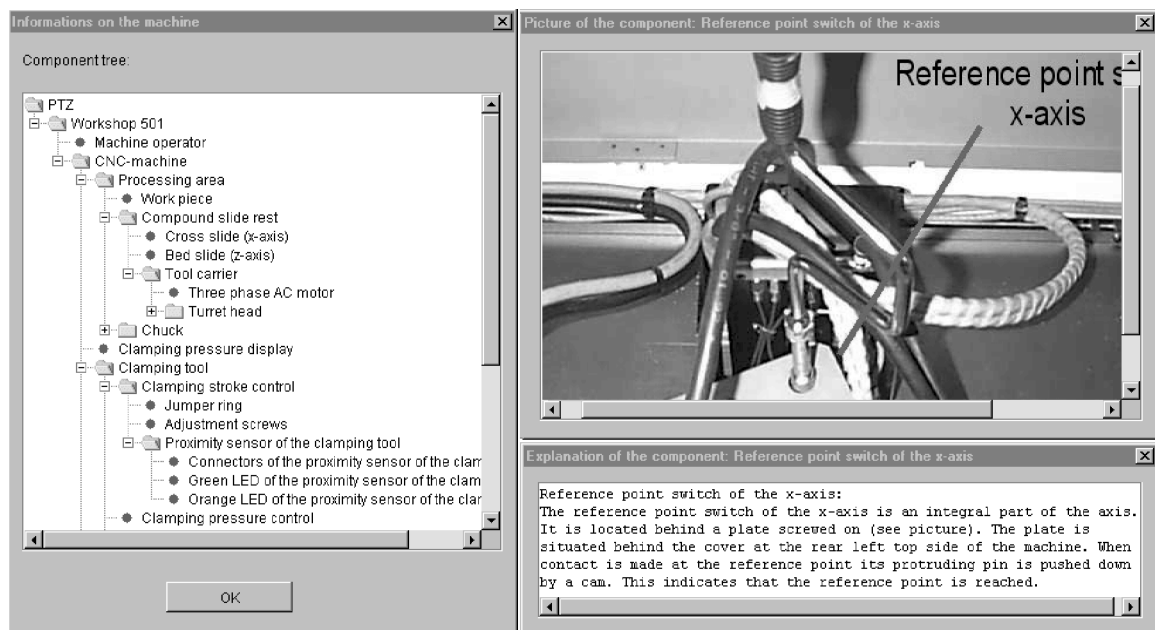 Informations on the machine
Component tree:
PTZ
Workshop 501
Machine operator
CNC-machine
Processing area
Work piece
Compound slide rest
Cross slide (x-axis)
Bed slide (z-axis)
Tool carrier
Three phase AC motor
Turret head
Chuck
Clamping pressure display
Clamping tool
Clamping stroke control
Jumper ring
Adjustment screws
Proximity sensor of the clamping tool
Connectors of the proximity sensor of the clam
Green LED of the proximity sensor of the clam
Orange LED of the proximity sensor of the clar
Clamping pressure control
OK
Picture of the component: Reference point switch of the x-axis
Reference point s
x-axis
Explanation of the component: Reference point switch of the x-axis
Reference point switch of the x-axis:
The reference point switch of the x-axis is an integral part of the axis.
It is located behind a plate screwed on (see picture). The plate is
situated behind the cover at the rear left top side of the machine. When
contact is made at the reference point its protruding pin is pushed down
by a cam. This indicates that the reference point is reached.